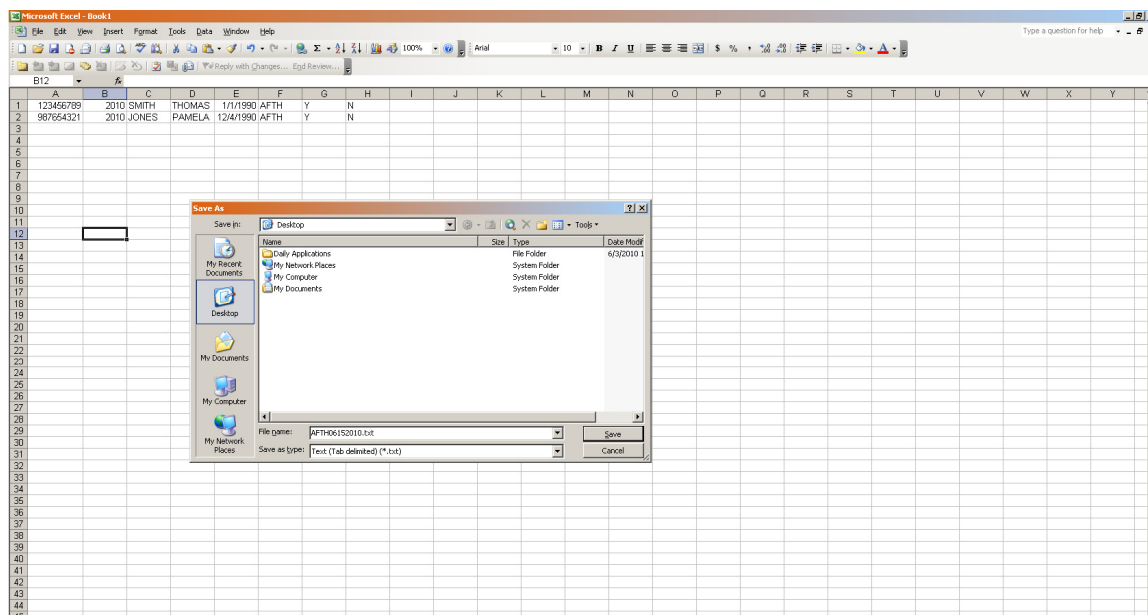 Microsoft Excel - Book1
File Edit View Insert Format Tools Data Window Help Type a question for help
100% Arial 10 B I U $ % ,
Reply with Changes... End Review...
B12 fx
A B C D E F G H I J K L M N O P Q R S T U V W X Y
1 123456789 2010 SMITH THOMAS 1/1/1990 AFTH Y N
2 987654321 2010 JONES PAMELA 12/4/1990 AFTH Y N
3
4
5
6
7
8
9
10
11
12
13
14
15
16
17
18
19
20
21
22
23
24
25
26
27
28
29
30
31
32
33
34
35
36
37
38
39
40
41
42
43
44
Save As
Save in: Desktop Tools
Name Size Type Date Modif
Daily Applications File Folder 6/3/2010 1
My Network Places System Folder
My Computer System Folder
My Documents System Folder
My Recent Documents
Desktop
My Documents
My Computer
My Network Places
File name: AFTH06152010.txt Save
Save as type: Text (Tab delimited) (*.txt) Cancel